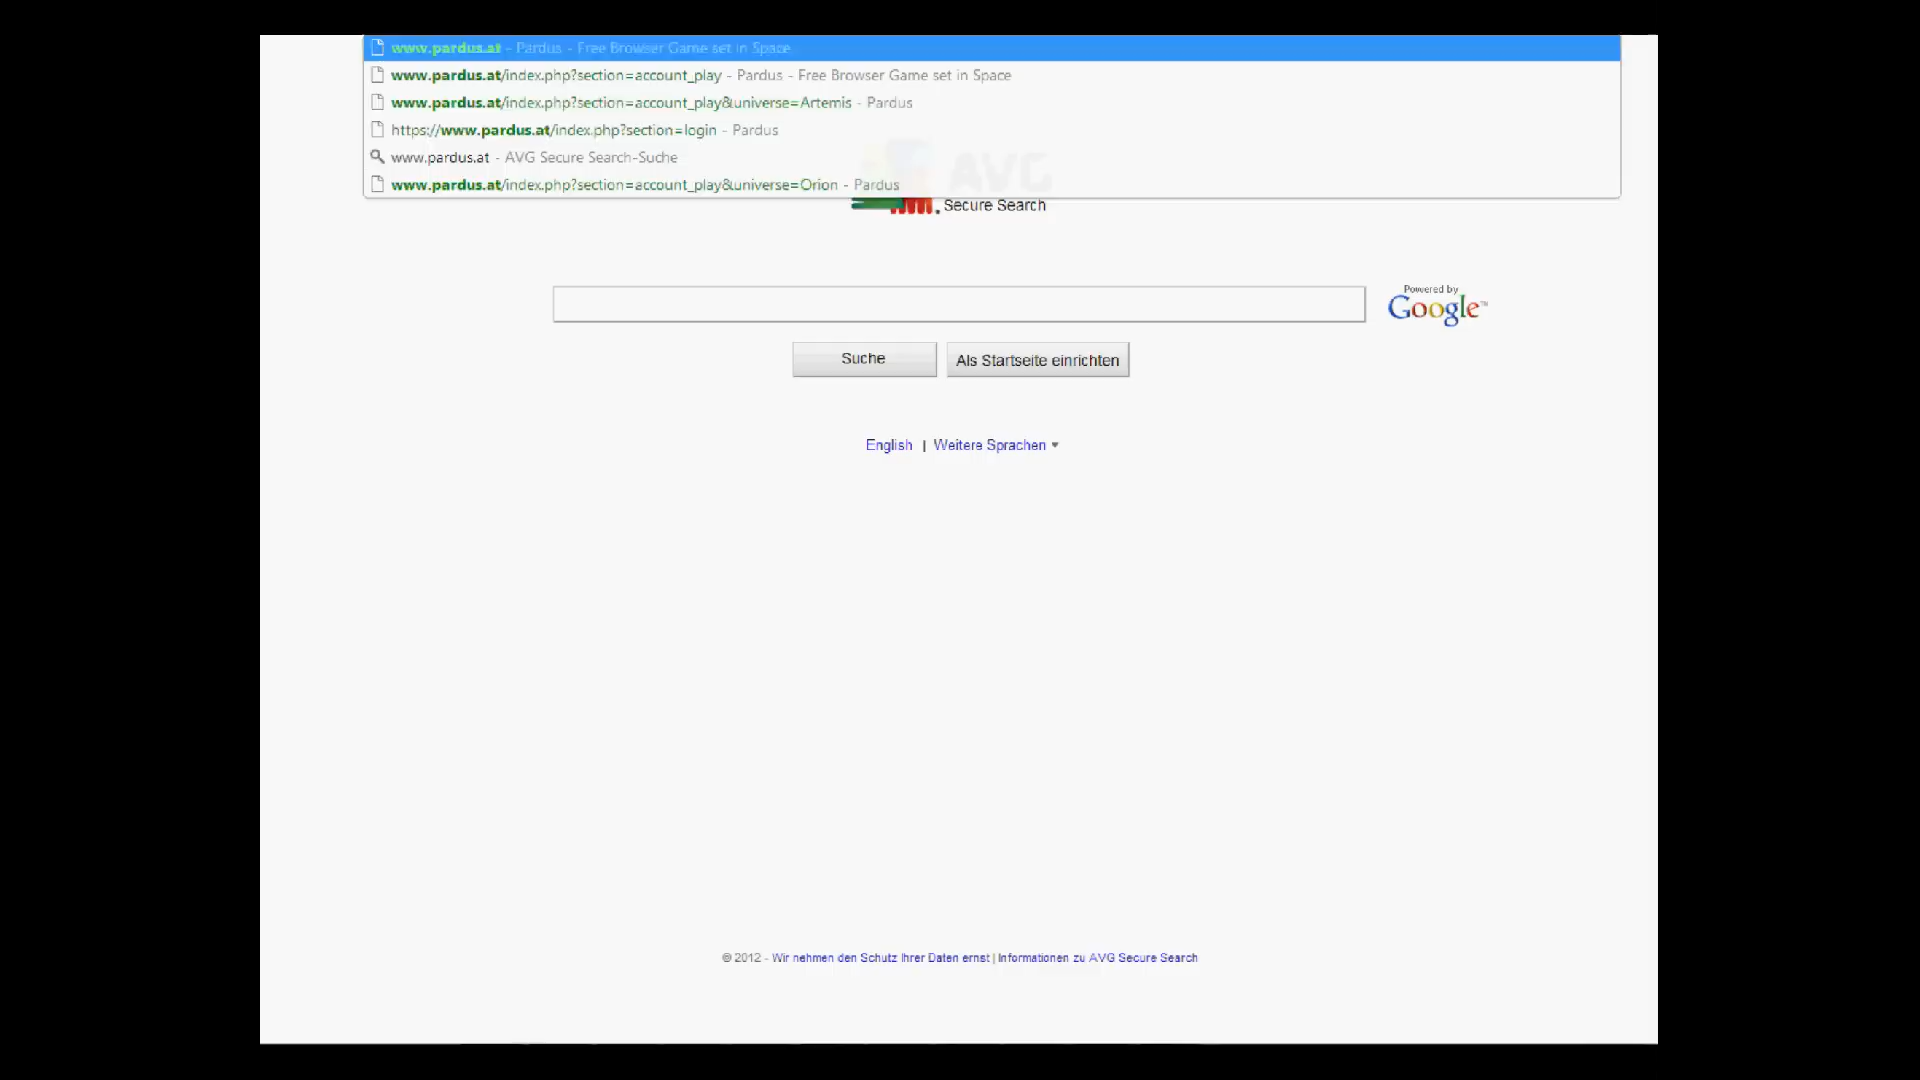 www.pardus.at - Pardus - Free Browser Game set in Space
www.pardus.at/index.php?section=account_play - Pardus - Free Browser Game set in Space
www.pardus.at/index.php?section=account_play&universe=Artemis - Pardus
https://www.pardus.at/index.php?section=login - Pardus
www.pardus.at - AVG Secure Search-Suche
www.pardus.at/index.php?section=account_play&universe=Orion - Pardus
AVG
Secure Search
Powered by
Google™
Suche
Als Startseite einrichten
English | Weitere Sprachen
© 2012 - Wir nehmen den Schutz Ihrer Daten ernst | Informationen zu AVG Secure Search